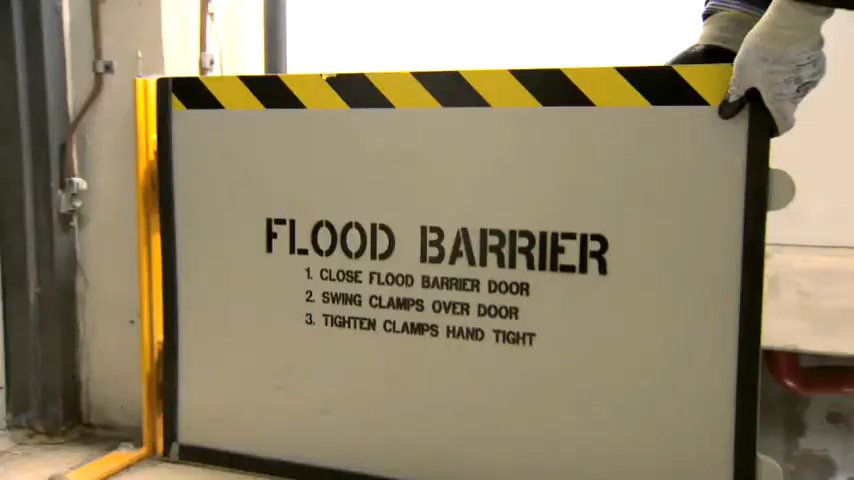 FLOOD BARRIER
1. CLOSE FLOOD BARRIER DOOR
2. SWING CLAMPS OVER DOOR
3. TIGHTEN CLAMPS HAND TIGHT